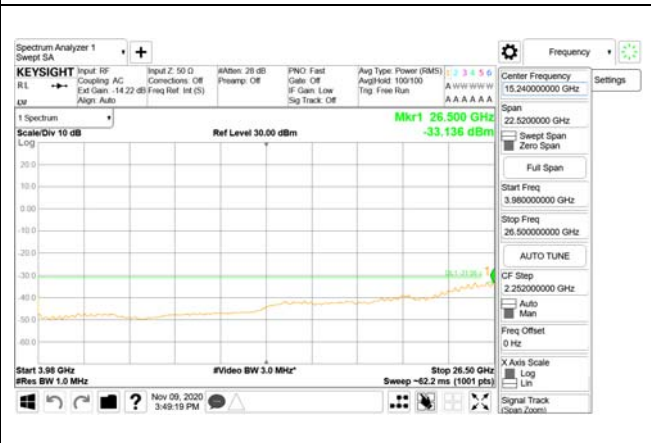 Spectrum Analyzer 1
Swept SA
+
Frequency
KEYSIGHT
Input: RF
Coupling: AC
Ext Gain: -14.22 dB
Align: Auto
Input Z: 50 Ω
Corrections: Off
Freq Ref: Int (S)
#Atten: 28 dB
Preamp: Off
PNO: Fast
Gate: Off
IF Gain: Low
Sig Track: Off
Avg Type: Power (RMS)
Avg|Hold: 100/100
Trig: Free Run
1 2 3 4 5 6
A W W W W W
A A A A A A
R L
LXI
Center Frequency
15.240000000 GHz
Settings
1 Spectrum
Scale/Div 10 dB
Log
Ref Level 30.00 dBm
Mkr1 26.500 GHz
-33.136 dBm
Span
22.5200000 GHz
Swept Span
Zero Span
Full Span
Start Freq
3.980000000 GHz
Stop Freq
26.500000000 GHz
AUTO TUNE
CF Step
2.252000000 GHz
Auto
Man
Freq Offset
0 Hz
X Axis Scale
Log
Lin
Signal Track
(Span Zoom)
20.0
10.0
0.00
-10.0
-20.0
-30.0
-40.0
-50.0
-60.0
1
Start 3.98 GHz
#Res BW 1.0 MHz
#Video BW 3.0 MHz*
Stop 26.50 GHz
Sweep ~62.2 ms (1001 pts)
?
Nov 09, 2020
3:49:19 PM